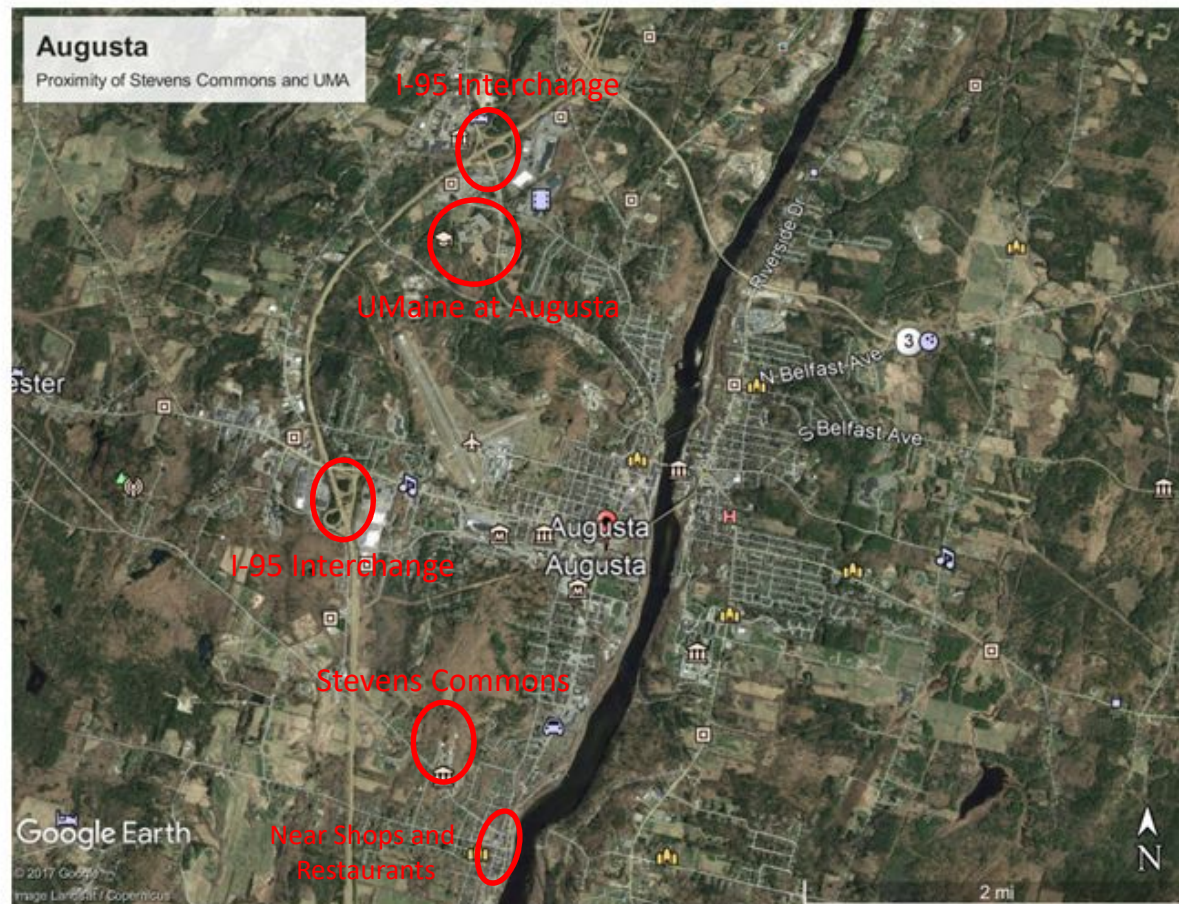 Augusta
Proximity of Stevens Commons and UMA
I-95 Interchange
UMaine at Augusta
Riverside Dr
3
N Belfast Ave
ester
S Belfast Ave
I-95 Interchange
Augusta
Augusta
H
M
M
Stevens Commons
Near Shops and
Restaurants
Google Earth
© 2017 Google
Image Landsat / Copernicus
N
2 mi